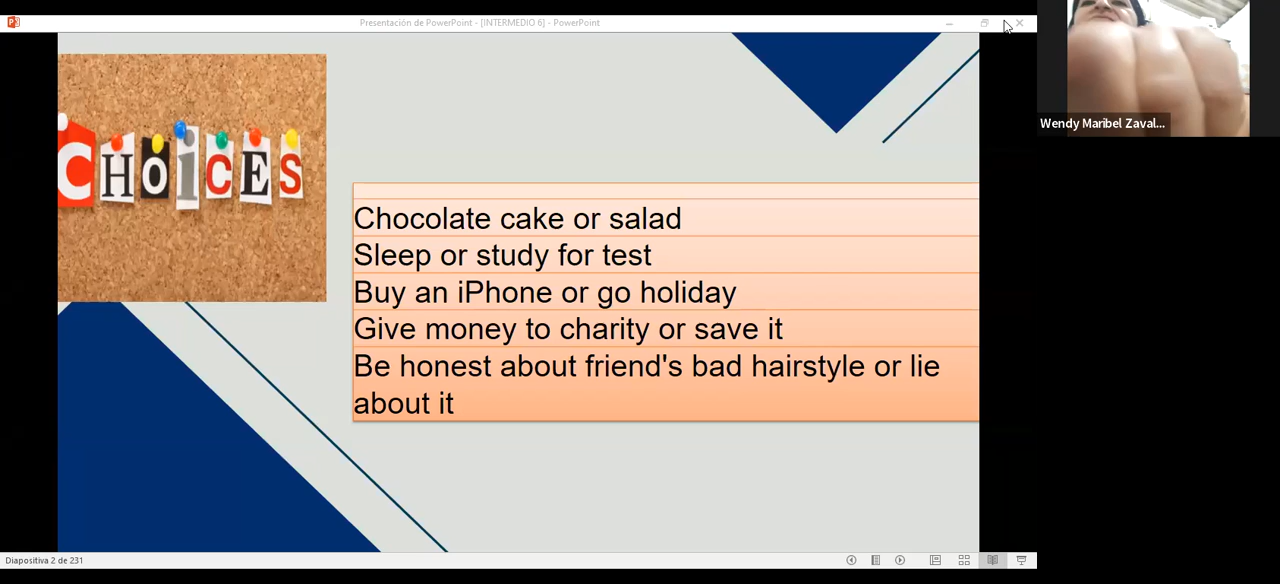 Presentación de PowerPoint - [INTERMEDIO 6] - PowerPoint
Wendy Maribel Zaval...
CHOiCES
Chocolate cake or salad
Sleep or study for test
Buy an iPhone or go holiday
Give money to charity or save it
Be honest about friend's bad hairstyle or lie
about it
Diapositiva 2 de 231